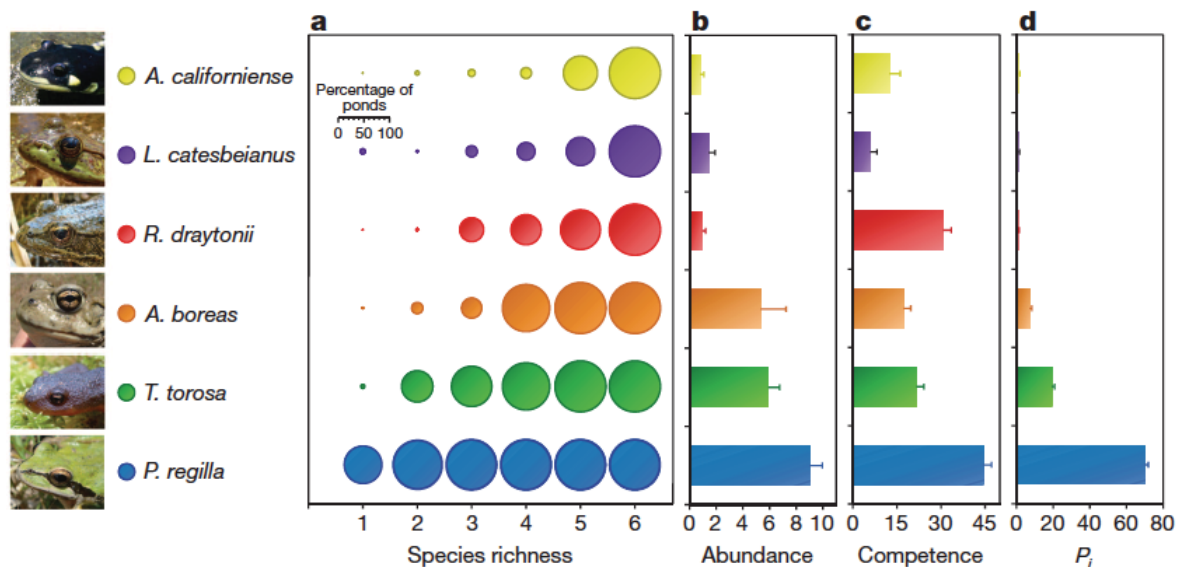 a
b
c
d
Percentage of
ponds
0 50 100
A. californiense
L. catesbeianus
R. draytonii
A. boreas
T. torosa
P. regilla
1 2 3 4 5 6
0 2 4 6 8 10
0 15 30 45
0 20 40 60 80
Species richness
Abundance
Competence
Pi